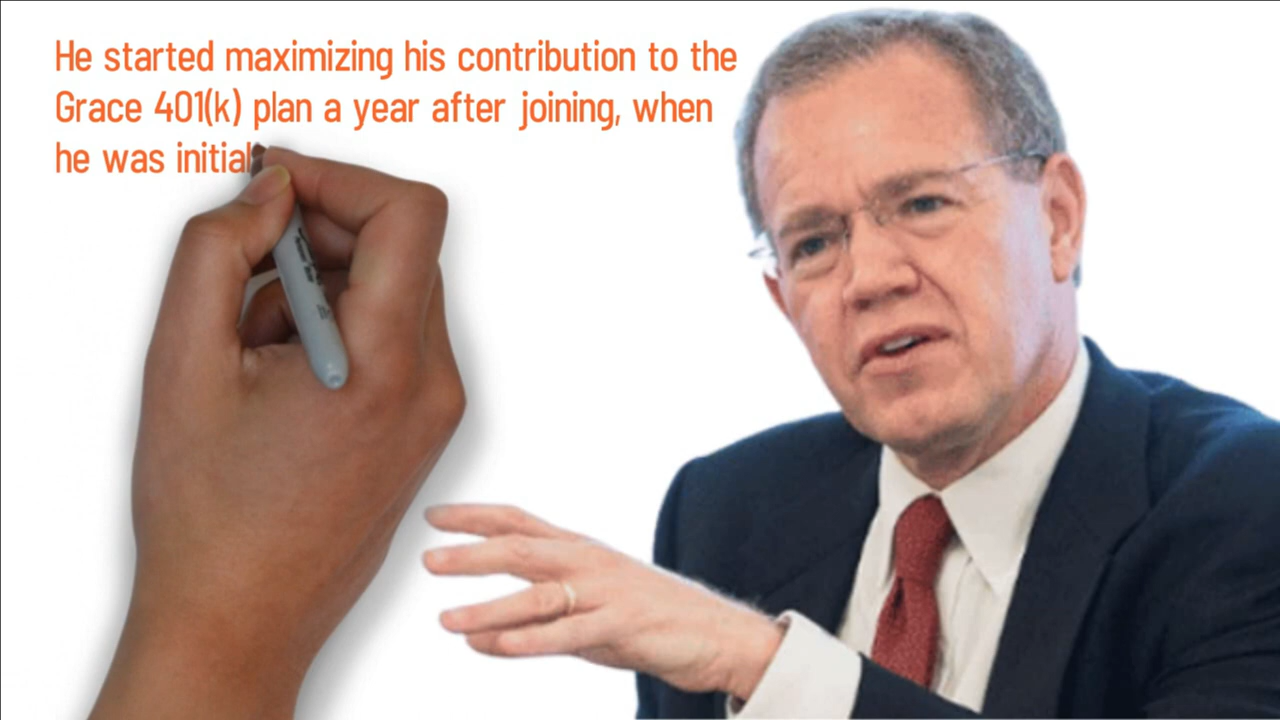 He started maximizing his contribution to the
Grace 401(k) plan a year after joining, when
he was initial